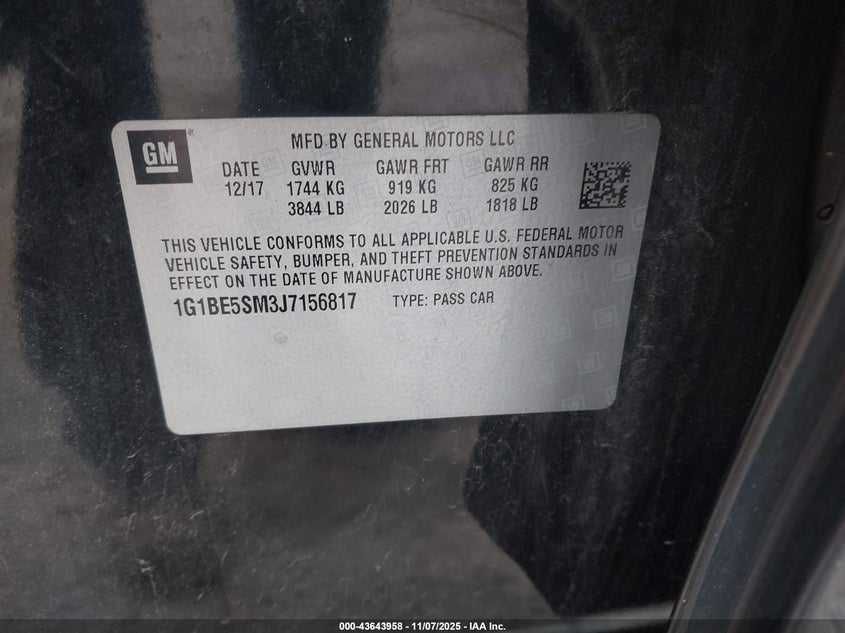 GM
MFD BY GENERAL MOTORS LLC
DATE GVWR GAWR FRT GAWR RR
12/17 1744 KG 919 KG 825 KG
3844 LB 2026 LB 1818 LB
THIS VEHICLE CONFORMS TO ALL APPLICABLE U.S. FEDERAL MOTOR
VEHICLE SAFETY, BUMPER, AND THEFT PREVENTION STANDARDS IN
EFFECT ON THE DATE OF MANUFACTURE SHOWN ABOVE.
1G1BE5SM3J7156817 TYPE: PASS CAR
000-43643958 - 11/07/2025 - IAA Inc.